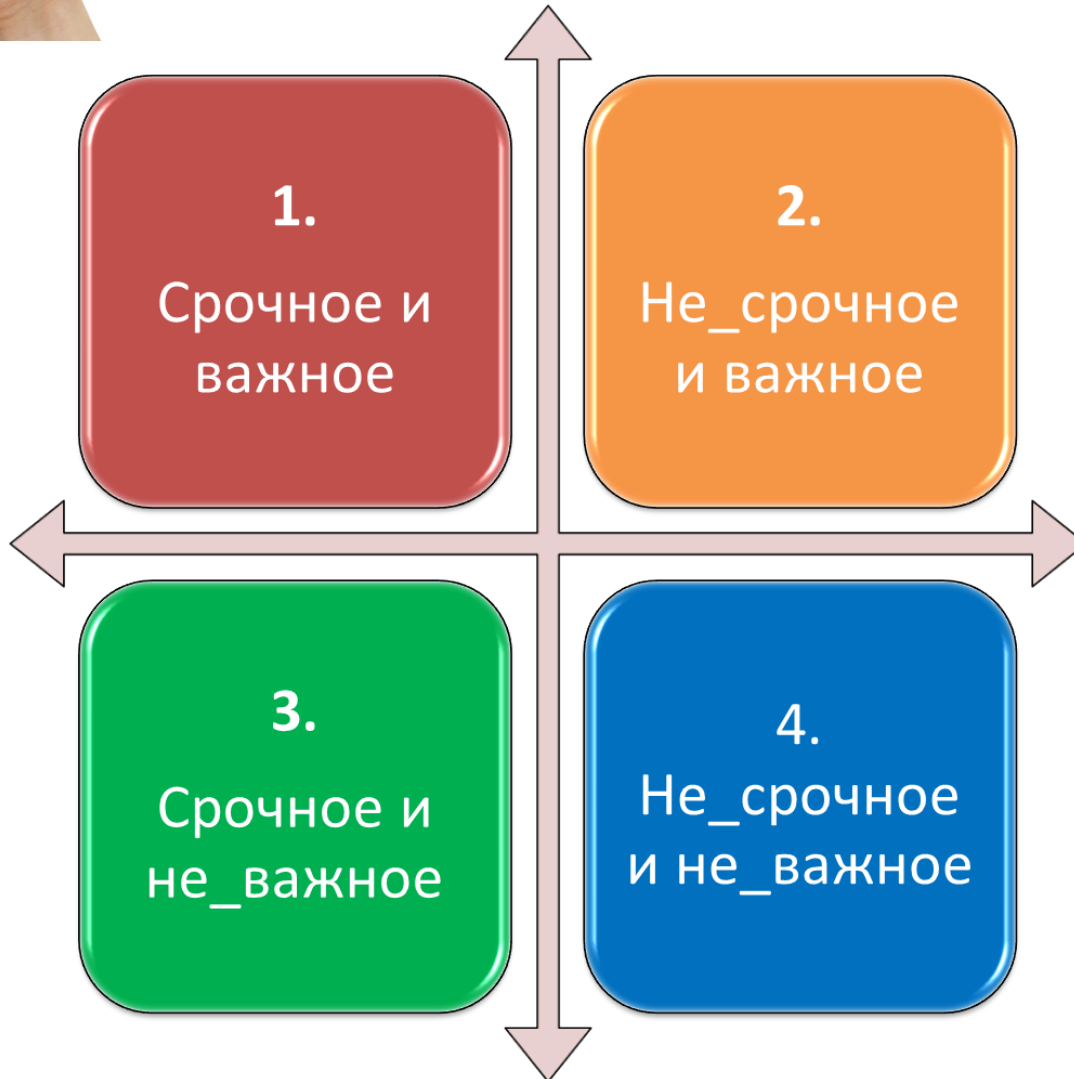 1.
Срочное и
важное
2.
Не_срочное
и важное
3.
Срочное и
не_важное
4.
Не_срочное
и не_важное